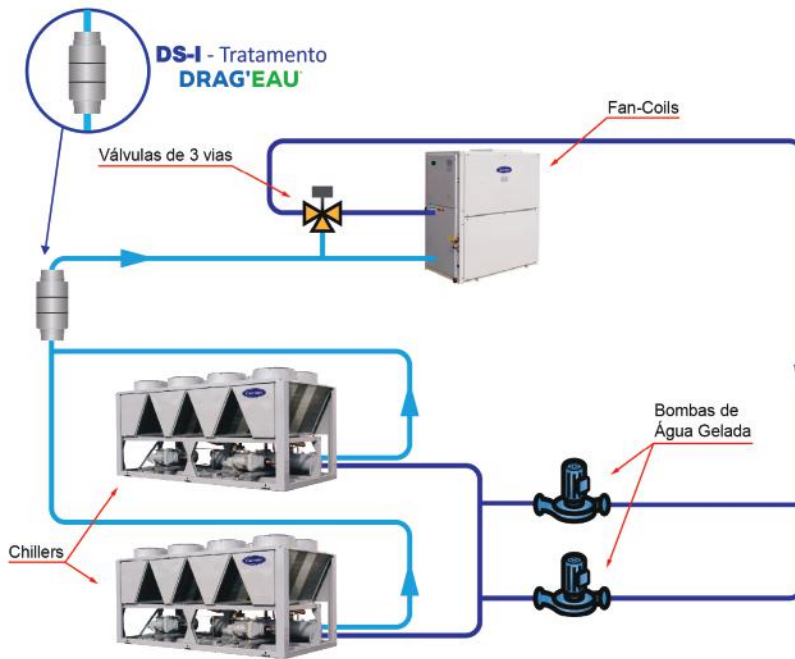 DS-I - Tratamento
DRAG'EAU
Fan-Coils
Válvulas de 3 vias
Bombas de
Água Gelada
Chillers